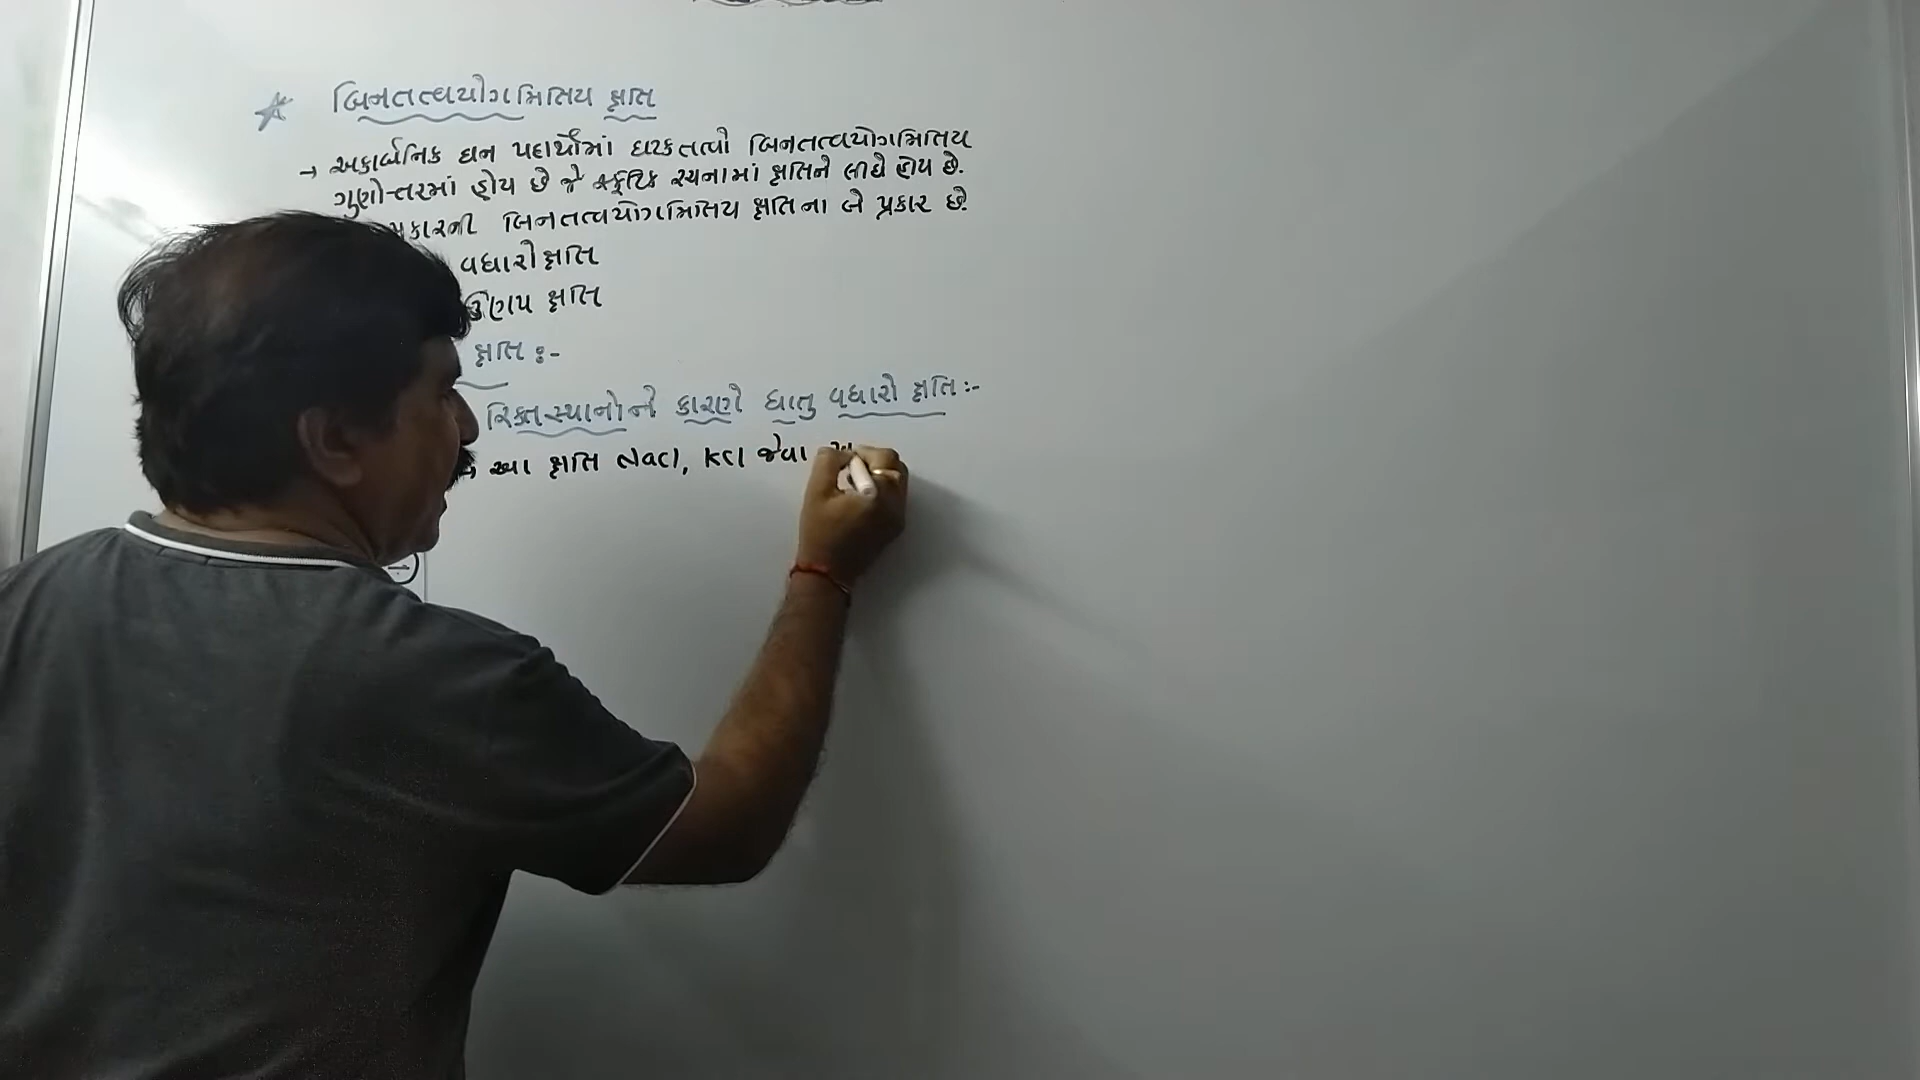 બિનતત્વયોગમિતિય ક્ષતિ
→ અકાર્બનિક ઘન પદાર્થોમાં ઘટકતત્વો બિનતત્વયોગમિતિય
ગુણોત્તરમાં હોય છે જે સ્ફટિક રચનામાં ક્ષતિને લીધે હોય છે.
પ્રકારની બિનતત્વયોગમિતિય ક્ષતિના બે પ્રકાર છે.
વધારો ક્ષતિ
ક્ષતિ
ક્ષતિ :-
રિક્તસ્થાનોને કારણે ધાતુ વધારો ક્ષતિ :-
→ આ ક્ષતિ NaCl, KCl જેવા